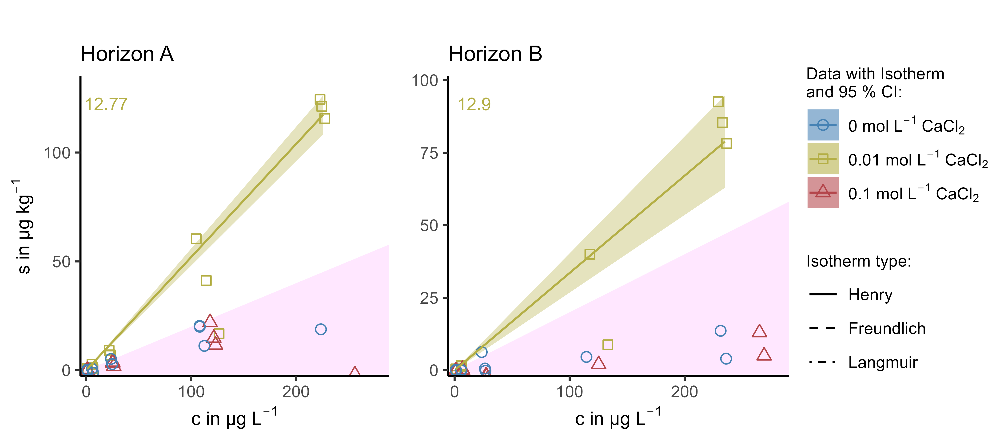 Horizon A
Horizon B
12.77
12.9
100
50
0
100
75
50
25
0
0 100 200
0 100 200
s in µg kg⁻¹
c in µg L⁻¹
c in µg L⁻¹
Data with Isotherm
and 95 % CI:
0 mol L⁻¹ CaCl₂
0.01 mol L⁻¹ CaCl₂
0.1 mol L⁻¹ CaCl₂
Isotherm type:
Henry
Freundlich
Langmuir